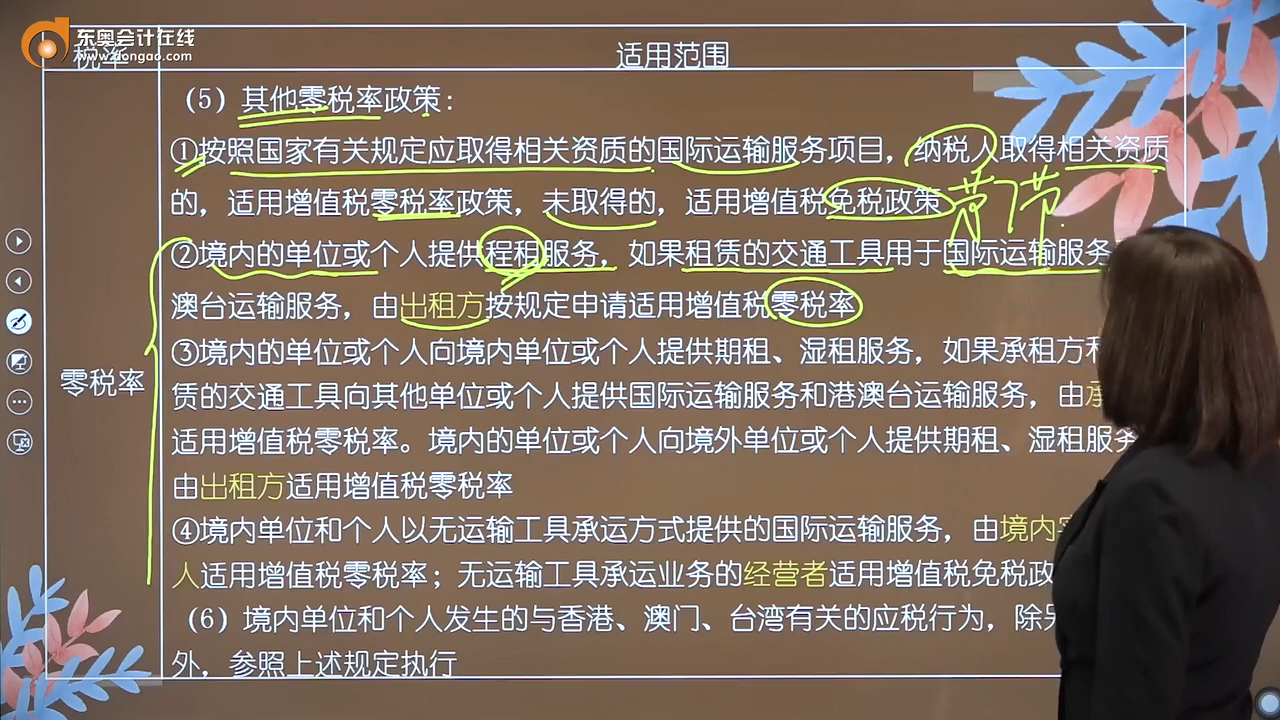 东奥会计在线
www.dongao.com
税率
适用范围
(5)其他零税率政策：
①按照国家有关规定应取得相关资质的国际运输服务项目，纳税人取得相关资质
的，适用增值税零税率政策，未取得的，适用增值税免税政策
②境内的单位或个人提供程租服务，如果租赁的交通工具用于国际运输服务
澳台运输服务，由出租方按规定申请适用增值税零税率
③境内的单位或个人向境内单位或个人提供期租、湿租服务，如果承租方
零税率
赁的交通工具向其他单位或个人提供国际运输服务和港澳台运输服务，由
适用增值税零税率。境内的单位或个人向境外单位或个人提供期租、湿租服务
由出租方适用增值税零税率
④境内单位和个人以无运输工具承运方式提供的国际运输服务，由境内
人适用增值税零税率；无运输工具承运业务的经营者适用增值税免税政
(6)境内单位和个人发生的与香港、澳门、台湾有关的应税行为，除
外，参照上述规定执行